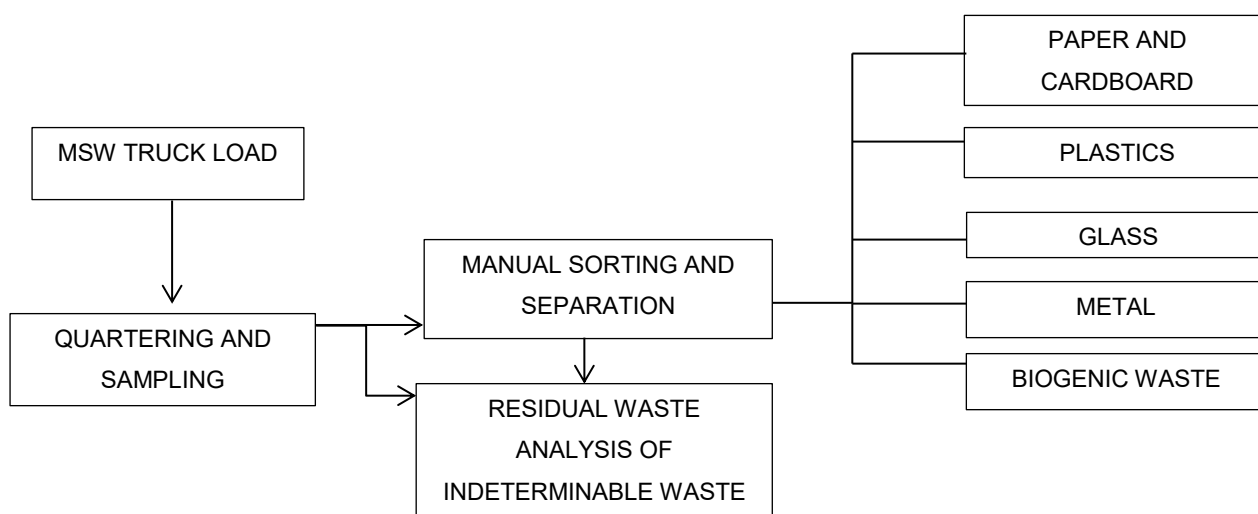 MSW TRUCK LOAD
QUARTERING AND
SAMPLING
MANUAL SORTING AND
SEPARATION
RESIDUAL WASTE
ANALYSIS OF
INDETERMINABLE WASTE
PAPER AND
CARDBOARD
PLASTICS
GLASS
METAL
BIOGENIC WASTE